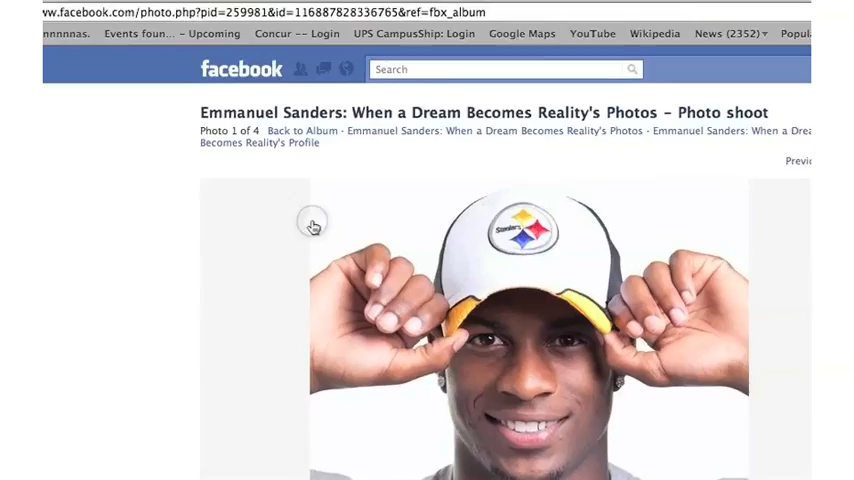 ww.facebook.com/photo.php?pid=259981&id=116887828336765&ref=fbx_album
nnnnnas. Events foun... – Upcoming Concur –– Login UPS CampusShip: Login Google Maps YouTube Wikipedia News (2352) Popula
facebook Search
Emmanuel Sanders: When a Dream Becomes Reality's Photos – Photo shoot
Photo 1 of 4 Back to Album · Emmanuel Sanders: When a Dream Becomes Reality's Photos · Emmanuel Sanders: When a Drea
Becomes Reality's Profile
Previo
Steelers